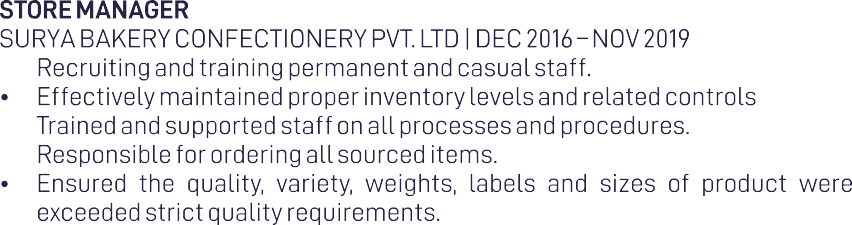 STORE MANAGER
SURYA BAKERY CONFECTIONERY PVT. LTD | DEC 2016 – NOV 2019
Recruiting and training permanent and casual staff.
• Effectively maintained proper inventory levels and related controls
Trained and supported staff on all processes and procedures.
Responsible for ordering all sourced items.
• Ensured the quality, variety, weights, labels and sizes of product were
exceeded strict quality requirements.